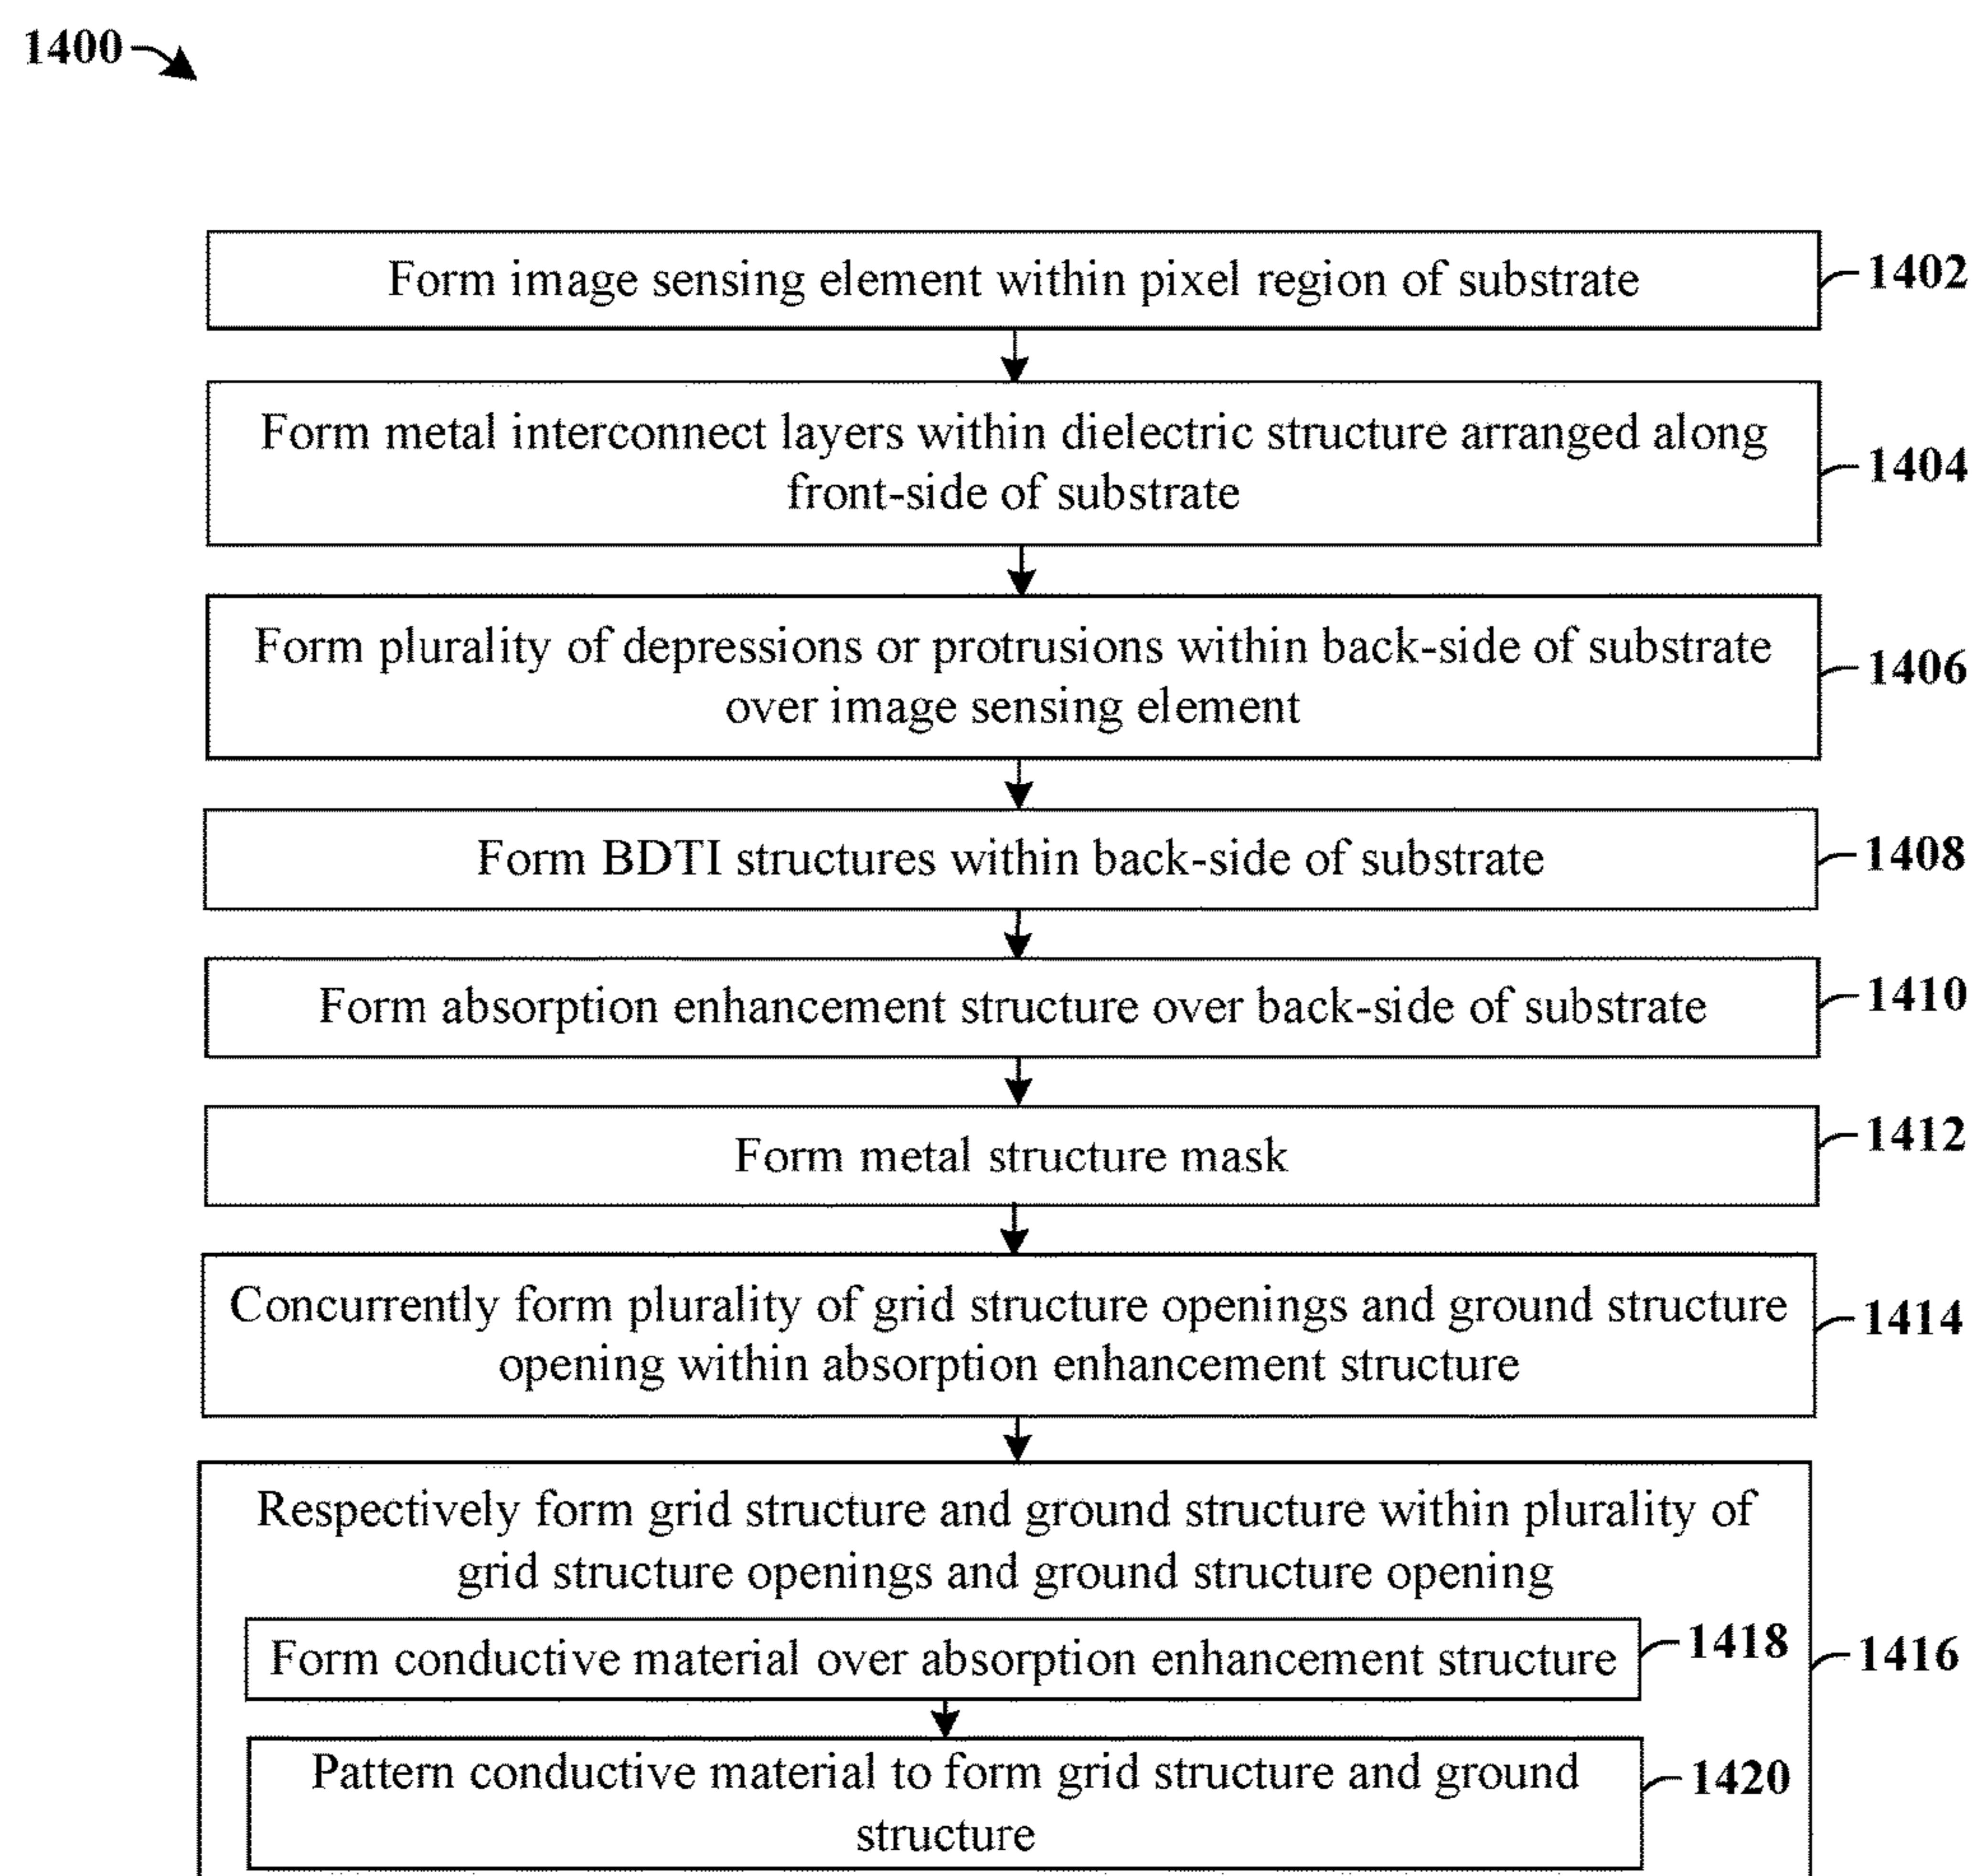 1400
Form image sensing element within pixel region of substrate
1402
Form metal interconnect layers within dielectric structure arranged along
front-side of substrate
1404
Form plurality of depressions or protrusions within back-side of substrate
over image sensing element
1406
Form BDTI structures within back-side of substrate
1408
Form absorption enhancement structure over back-side of substrate
1410
Form metal structure mask
1412
Concurrently form plurality of grid structure openings and ground structure
opening within absorption enhancement structure
1414
Respectively form grid structure and ground structure within plurality of
grid structure openings and ground structure opening
1416
Form conductive material over absorption enhancement structure
1418
Pattern conductive material to form grid structure and ground
structure
1420